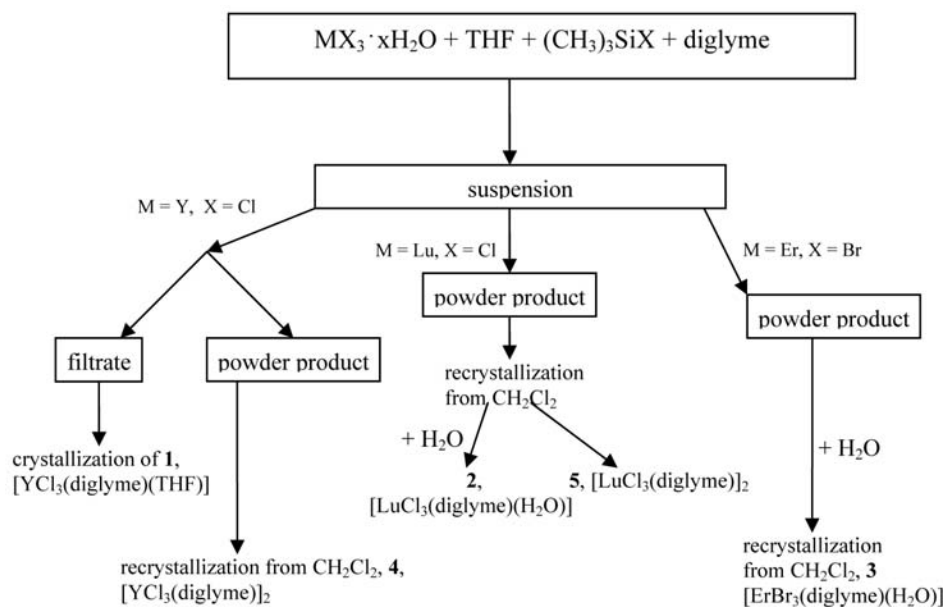 MX₃·xH₂O + THF + (CH₃)₃SiX + diglyme
suspension
M = Y, X = Cl
M = Lu, X = Cl
M = Er, X = Br
powder product
powder product
filtrate
powder product
recrystallization
from CH₂Cl₂
+ H₂O
+ H₂O
crystallization of 1,
[YCl₃(diglyme)(THF)]
2,
[LuCl₃(diglyme)(H₂O)]
5, [LuCl₃(diglyme)]₂
recrystallization from CH₂Cl₂, 4,
[YCl₃(diglyme)]₂
recrystallization
from CH₂Cl₂, 3
[ErBr₃(diglyme)(H₂O)]